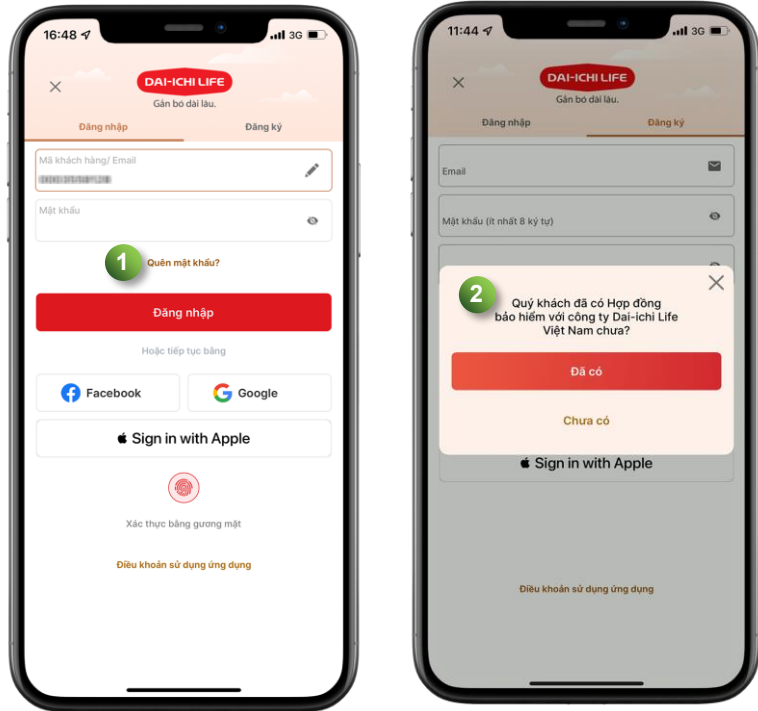 16:48
3G
DAI-ICHI LIFE
Gắn bó dài lâu.
Đăng nhập
Đăng ký
Mã khách hàng/ Email
Mật khẩu
1
Quên mật khẩu?
Đăng nhập
Hoặc tiếp tục bằng
Facebook
Google
Sign in with Apple
Xác thực bằng gương mặt
Điều khoản sử dụng ứng dụng
11:44
3G
DAI-ICHI LIFE
Gắn bó dài lâu.
Đăng nhập
Đăng ký
Email
Mật khẩu (ít nhất 8 ký tự)
2
Quý khách đã có Hợp đồng
bảo hiểm với công ty Dai-ichi Life
Việt Nam chưa?
Đã có
Chưa có
Sign in with Apple
Điều khoản sử dụng ứng dụng